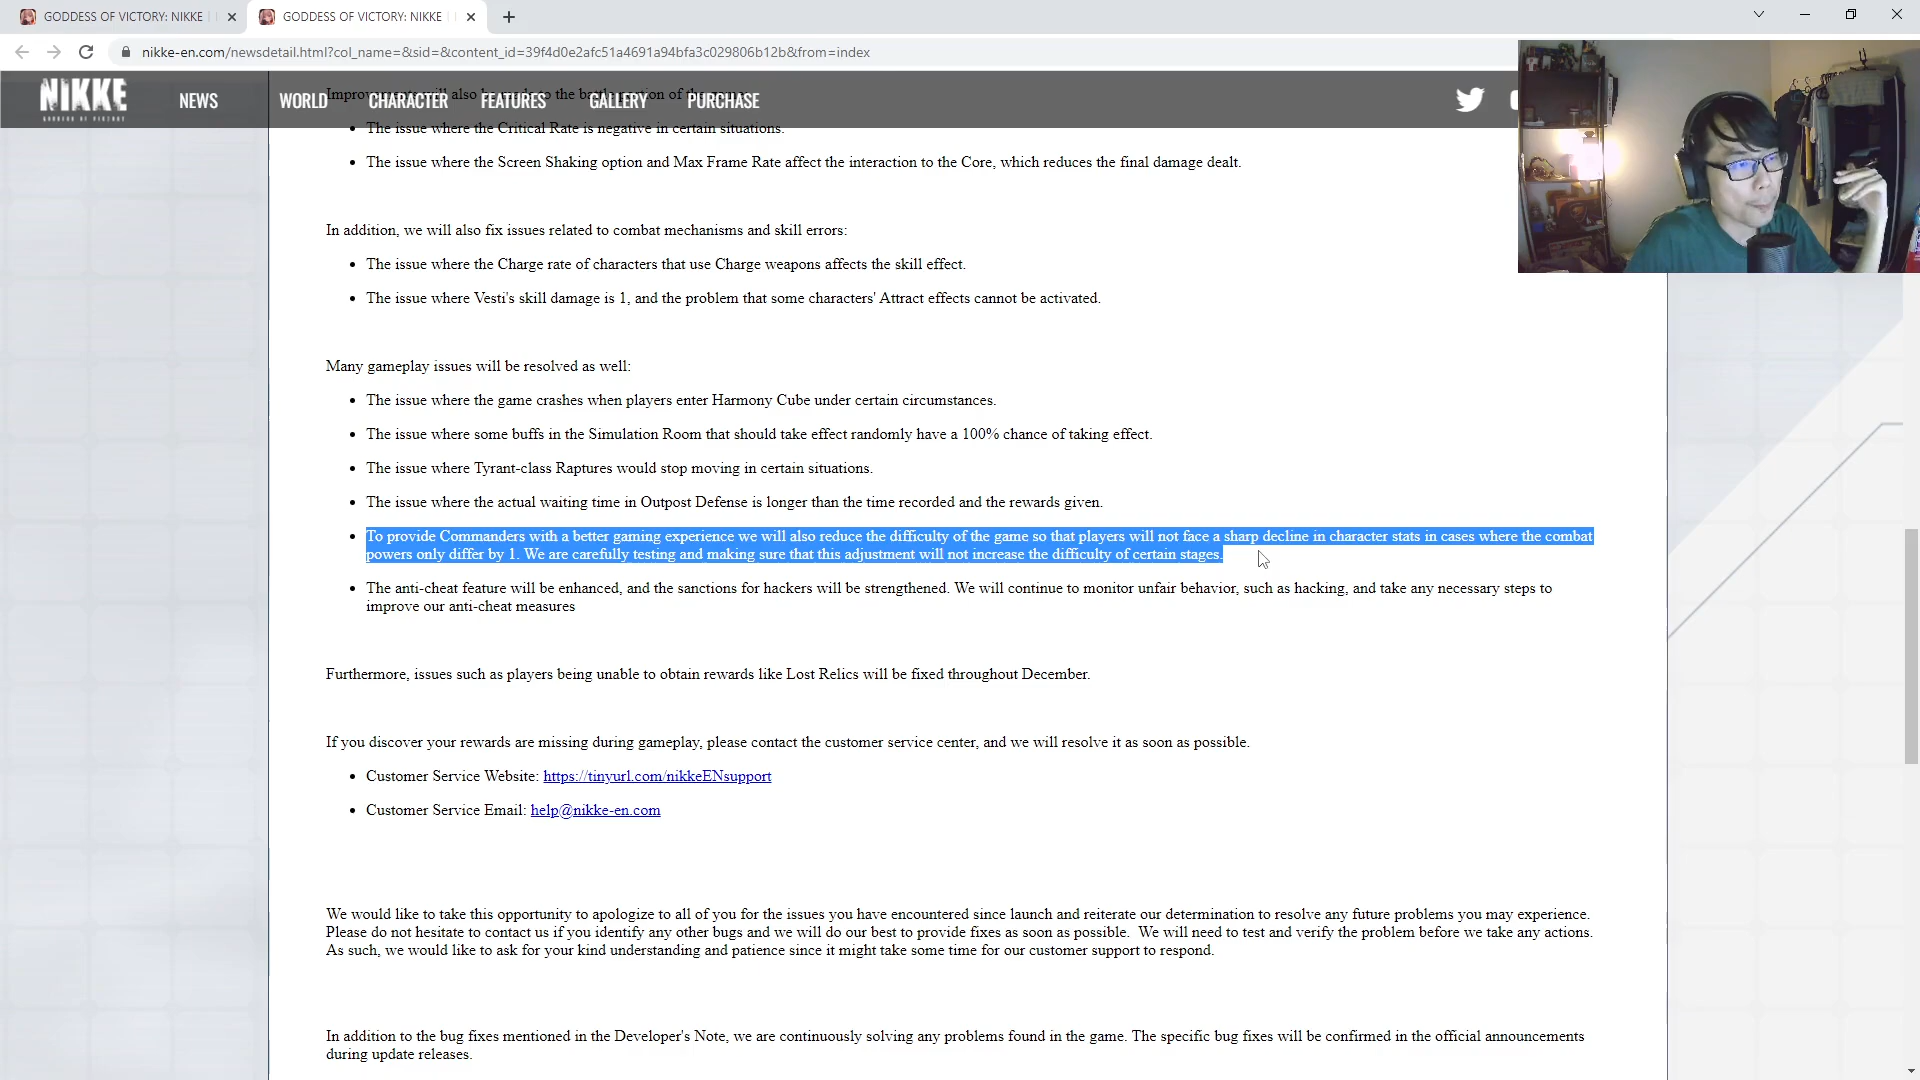 GODDESS OF VICTORY: NIKKE
GODDESS OF VICTORY: NIKKE
nikke-en.com/newsdetail.html?col_name=&sid=&content_id=39f4d0e2afc51a4691a94bfa3c029806b12b&from=index
NIKKE
GODDESS OF VICTORY
NEWS
WORLD
CHARACTER
FEATURES
GALLERY
PURCHASE
Improvements will also be made to the battle portion of the game
• The issue where the Critical Rate is negative in certain situations.
• The issue where the Screen Shaking option and Max Frame Rate affect the interaction to the Core, which reduces the final damage dealt.
In addition, we will also fix issues related to combat mechanisms and skill errors:
• The issue where the Charge rate of characters that use Charge weapons affects the skill effect.
• The issue where Vesti's skill damage is 1, and the problem that some characters' Attract effects cannot be activated.
Many gameplay issues will be resolved as well:
• The issue where the game crashes when players enter Harmony Cube under certain circumstances.
• The issue where some buffs in the Simulation Room that should take effect randomly have a 100% chance of taking effect.
• The issue where Tyrant-class Raptures would stop moving in certain situations.
• The issue where the actual waiting time in Outpost Defense is longer than the time recorded and the rewards given.
• To provide Commanders with a better gaming experience we will also reduce the difficulty of the game so that players will not face a sharp decline in character stats in cases where the combat
powers only differ by 1. We are carefully testing and making sure that this adjustment will not increase the difficulty of certain stages.
• The anti-cheat feature will be enhanced, and the sanctions for hackers will be strengthened. We will continue to monitor unfair behavior, such as hacking, and take any necessary steps to
improve our anti-cheat measures
Furthermore, issues such as players being unable to obtain rewards like Lost Relics will be fixed throughout December.
If you discover your rewards are missing during gameplay, please contact the customer service center, and we will resolve it as soon as possible.
• Customer Service Website: https://tinyurl.com/nikkeENsupport
• Customer Service Email: help@nikke-en.com
We would like to take this opportunity to apologize to all of you for the issues you have encountered since launch and reiterate our determination to resolve any future problems you may experience.
Please do not hesitate to contact us if you identify any other bugs and we will do our best to provide fixes as soon as possible.  We will need to test and verify the problem before we take any actions.
As such, we would like to ask for your kind understanding and patience since it might take some time for our customer support to respond.
In addition to the bug fixes mentioned in the Developer's Note, we are continuously solving any problems found in the game. The specific bug fixes will be confirmed in the official announcements
during update releases.